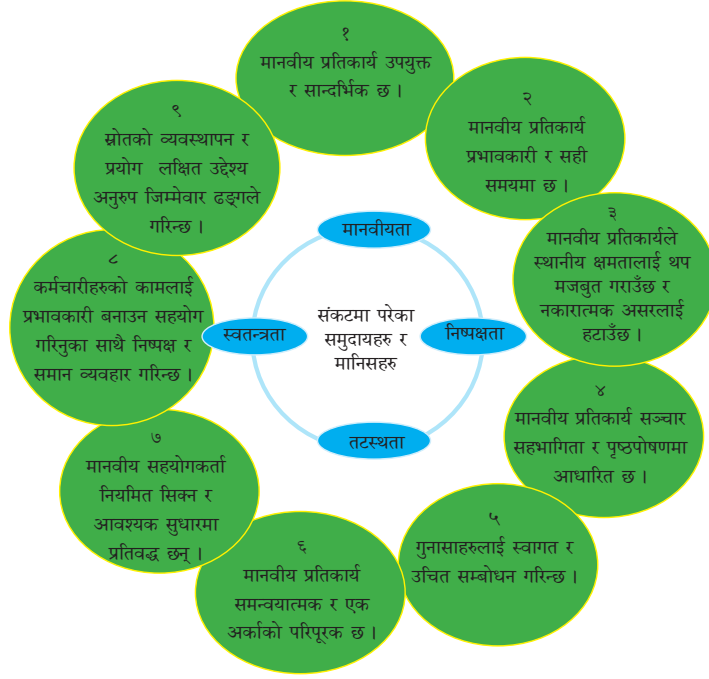 १
मानवीय प्रतिकार्य उपयुक्त
र सान्दर्भिक छ ।
२
मानवीय प्रतिकार्य
प्रभावकारी र सही
समयमा छ ।
३
मानवीय प्रतिकार्यले
स्थानीय क्षमतालाई थप
मजबुत गराउँछ र
नकारात्मक असरलाई
हटाउँछ ।
४
मानवीय प्रतिकार्य सञ्चार
सहभागिता र पृष्ठपोषणमा
आधारित छ ।
५
गुनासाहरुलाई स्वागत र
उचित सम्बोधन गरिन्छ ।
६
मानवीय प्रतिकार्य
समन्वयात्मक र एक
अर्काको परिपूरक छ ।
७
मानवीय सहयोगकर्ता
नियमित सिक्न र
आवश्यक सुधारमा
प्रतिवद्ध छन् ।
८
कर्मचारीहरुको कामलाई
प्रभावकारी बनाउन सहयोग
गरिनुका साथै निष्पक्ष र
समान व्यवहार गरिन्छ ।
९
स्रोतको व्यवस्थापन र
प्रयोग लक्षित उद्देश्य
अनुरुप जिम्मेवार ढङ्गले
गरिन्छ ।
मानवीयता
स्वतन्त्रता
संकटमा परेका
समुदायहरु र
मानिसहरु
निष्पक्षता
तटस्थता